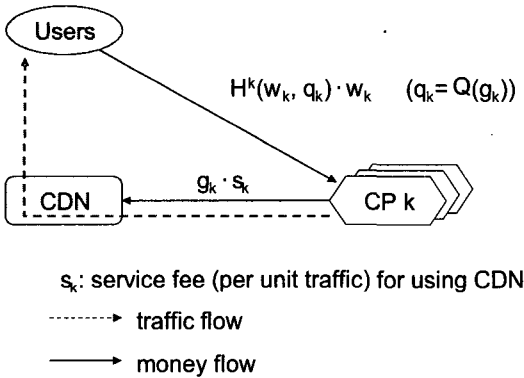 Users
H^k(w_k, q_k) · w_k (q_k = Q(g_k))
g_k · s_k
CDN
CP k
s_k: service fee (per unit traffic) for using CDN
traffic flow
money flow